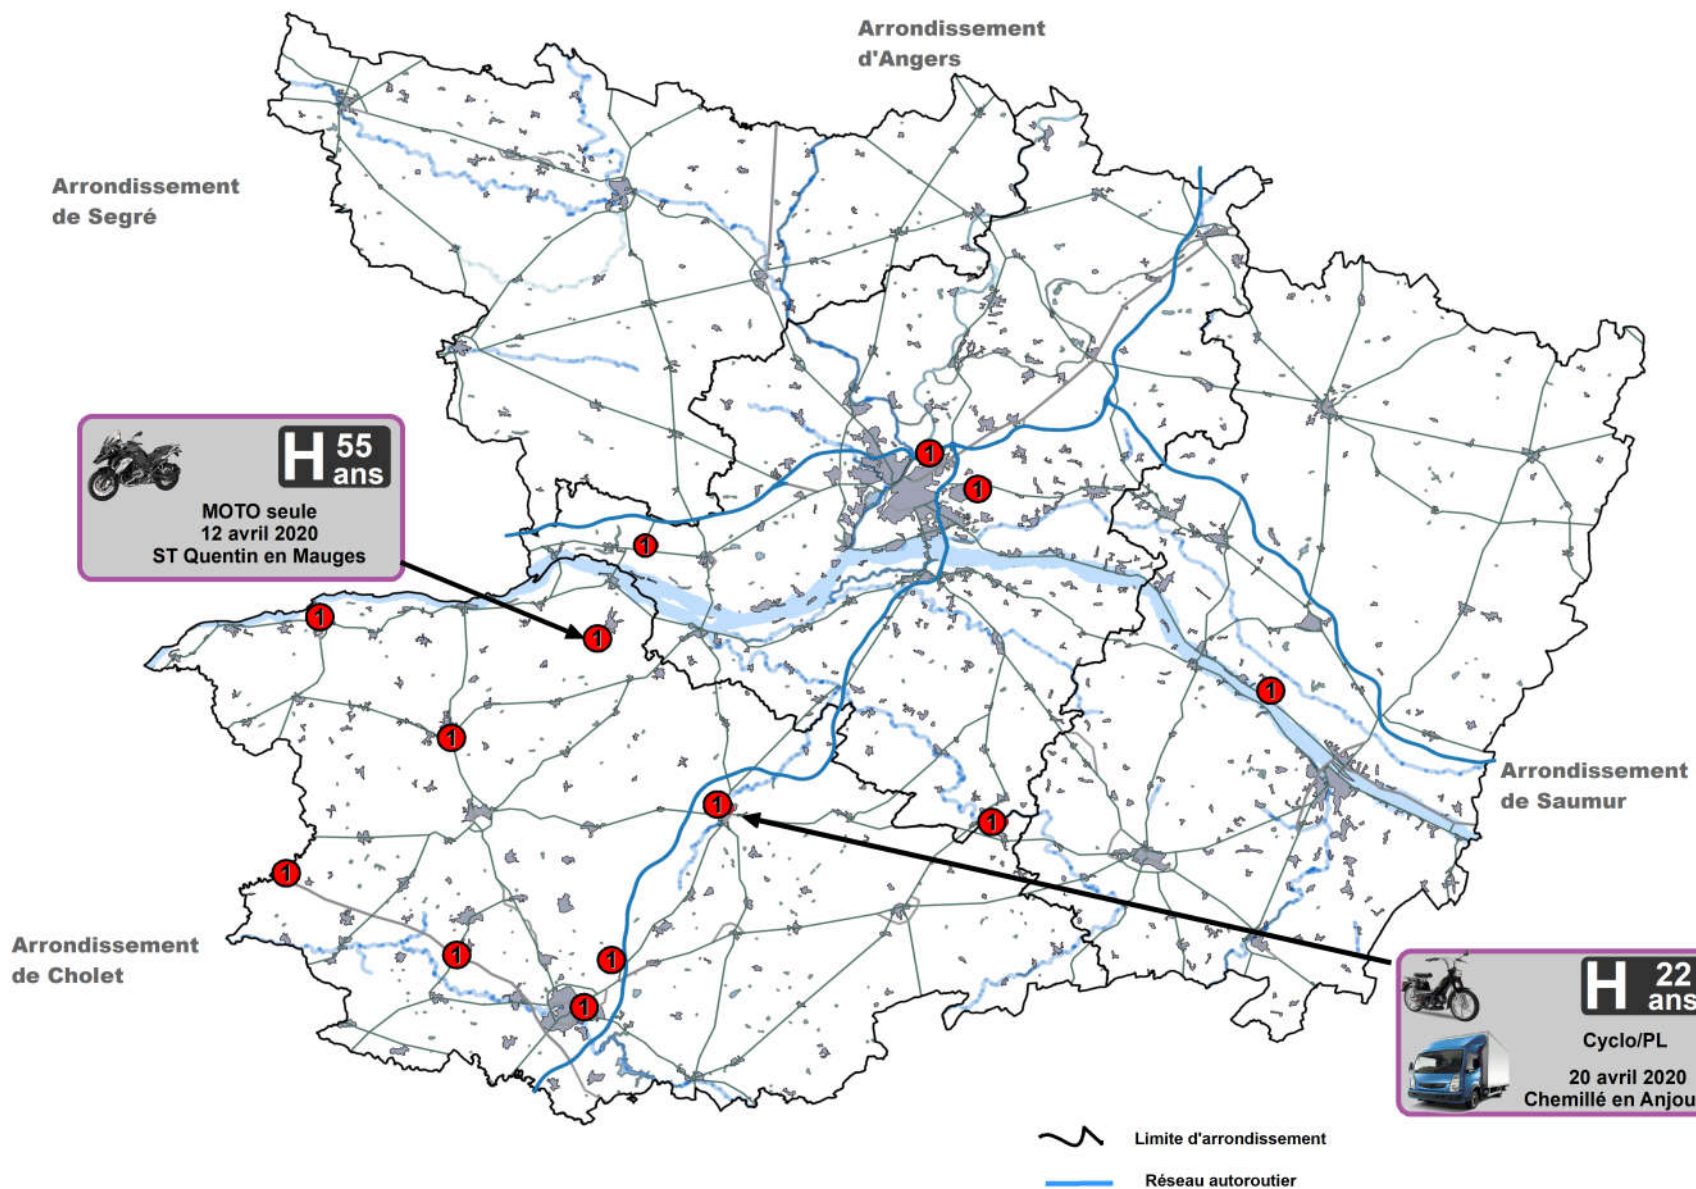 Arrondissement
d'Angers
Arrondissement
de Segré
H 55
ans
MOTO seule
12 avril 2020
ST Quentin en Mauges
1
1
1
1
1
1
1
1
1
1
1
1
1
Arrondissement
de Saumur
Arrondissement
de Cholet
H 22
ans
Cyclo/PL
20 avril 2020
Chemillé en Anjou
Limite d'arrondissement
Réseau autoroutier